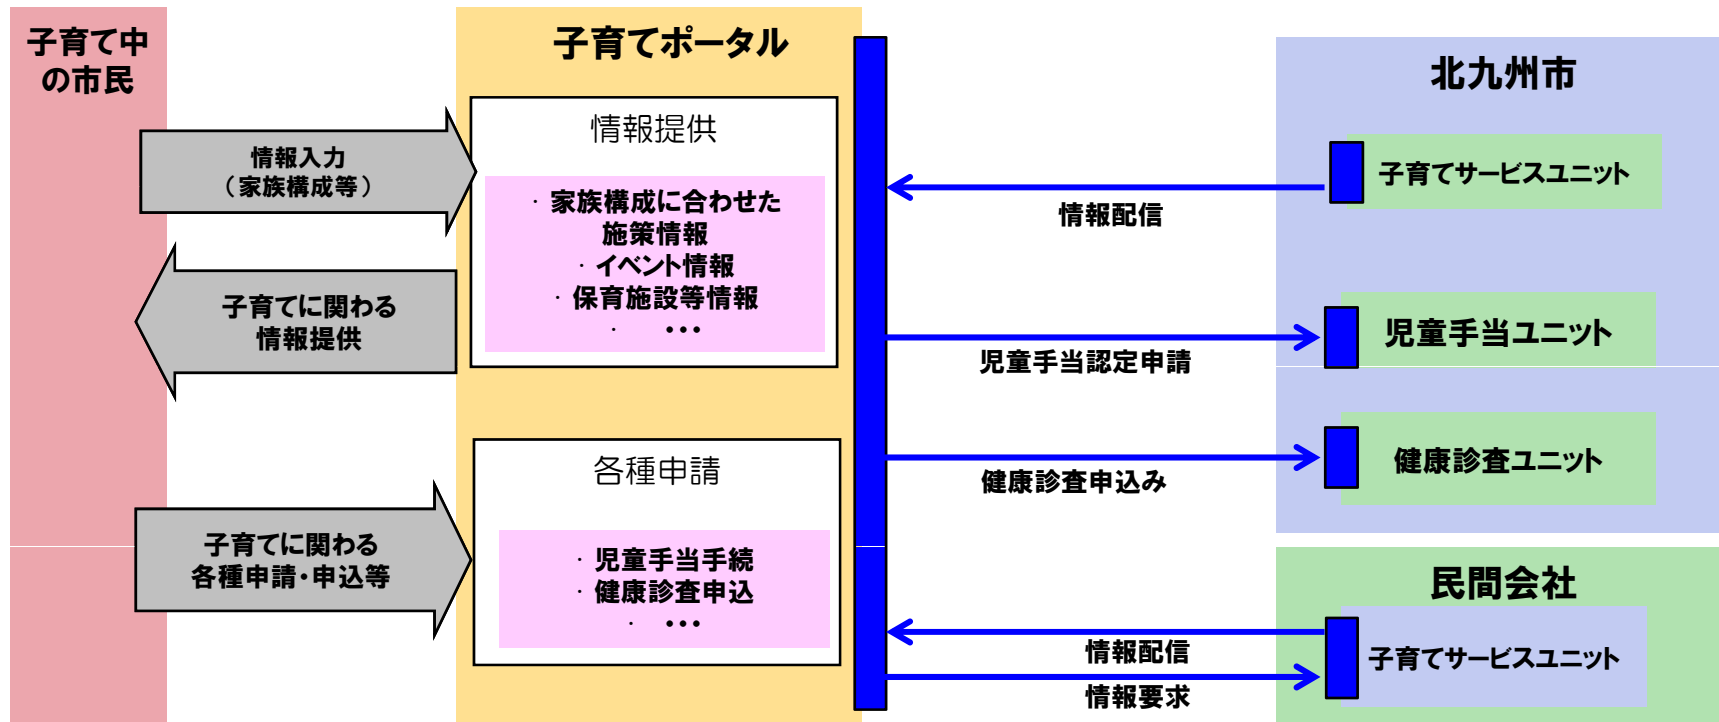 子育て中
の市民
情報入力
（家族構成等）
子育てに関わる
情報提供
子育てに関わる
各種申請・申込等
子育てポータル
情報提供
・家族構成に合わせた
施策情報
・イベント情報
・保育施設等情報
・ •••
各種申請
・児童手当手続
・健康診査申込
・ •••
情報配信
児童手当認定申請
健康診査申込み
情報配信
情報要求
北九州市
子育てサービスユニット
児童手当ユニット
健康診査ユニット
民間会社
子育てサービスユニット